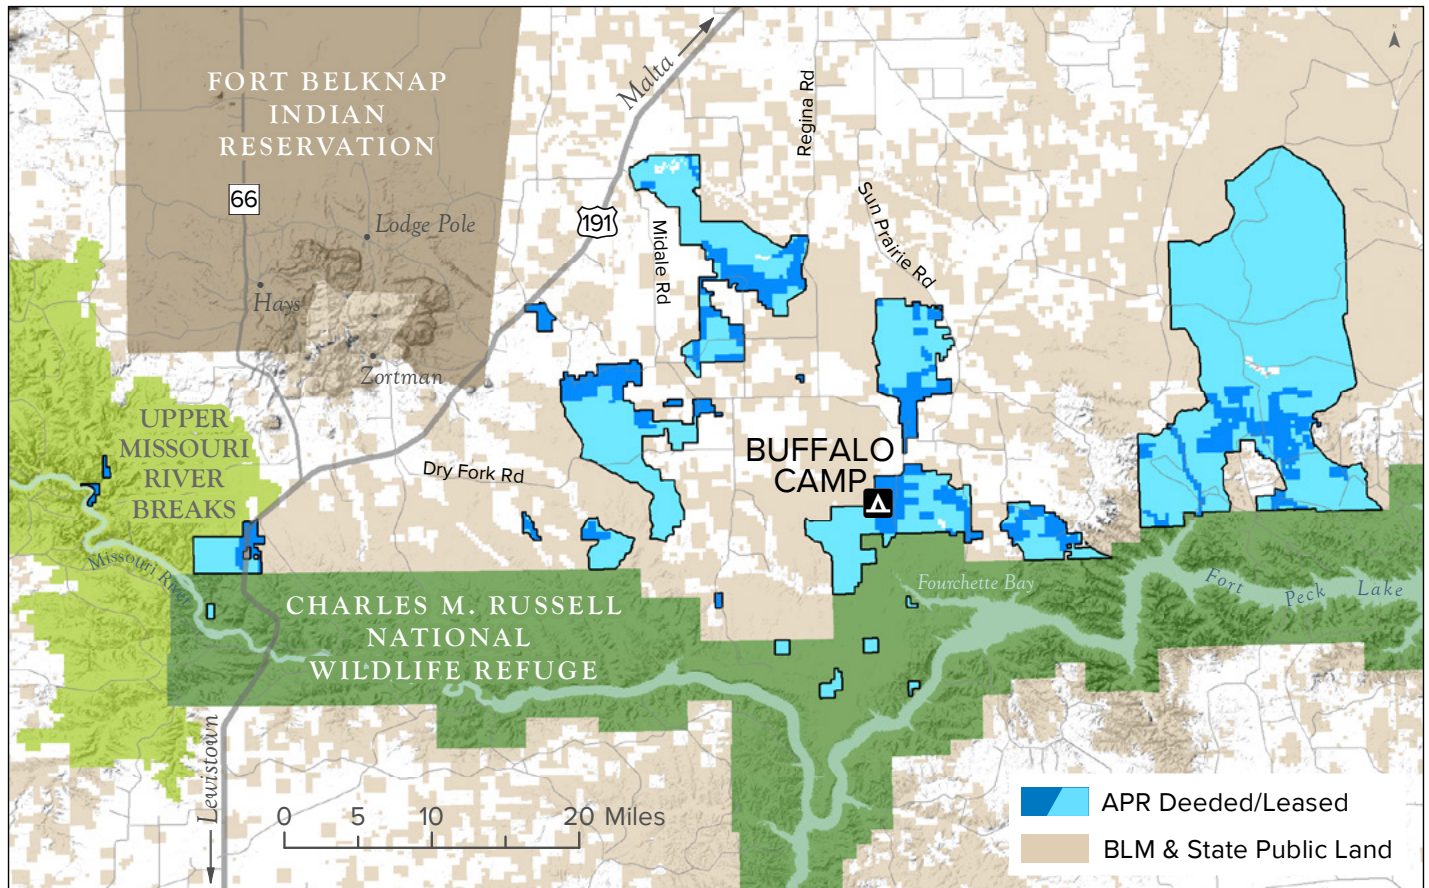 FORT BELKNAP
INDIAN
RESERVATION
66
Lodge Pole
Hays
Zortman
Malta
191
Midale Rd
Regina Rd
Sun Prairie Rd
N
UPPER
MISSOURI
RIVER
BREAKS
Dry Fork Rd
BUFFALO
CAMP
Missouri River
CHARLES M. RUSSELL
NATIONAL
WILDLIFE REFUGE
Fourchette Bay
Fort Peck Lake
Lewistown
0 5 10 20 Miles
APR Deeded/Leased
BLM & State Public Land